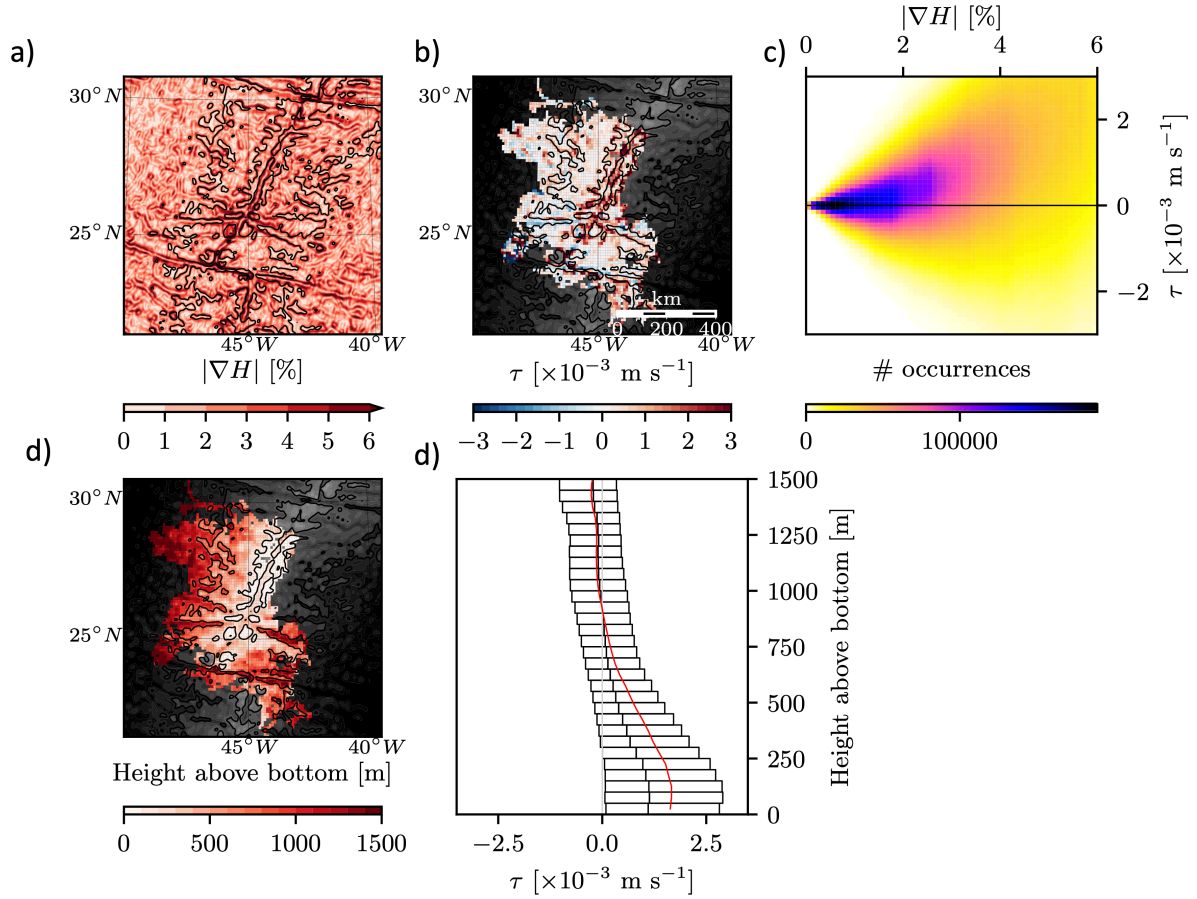 a)
30°N
25°N
45°W
40°W
|∇H| [%]
0 1 2 3 4 5 6
b)
30°N
25°N
km
0 200 400
45°W
40°W
τ [×10⁻³ m s⁻¹]
−3 −2 −1 0 1 2 3
c)
|∇H| [%]
0 2 4 6
2
0
−2
τ [×10⁻³ m s⁻¹]
# occurrences
0 100000
d)
30°N
25°N
45°W
40°W
Height above bottom [m]
0 500 1000 1500
d)
1500
1250
1000
750
500
250
0
Height above bottom [m]
−2.5 0.0 2.5
τ [×10⁻³ m s⁻¹]